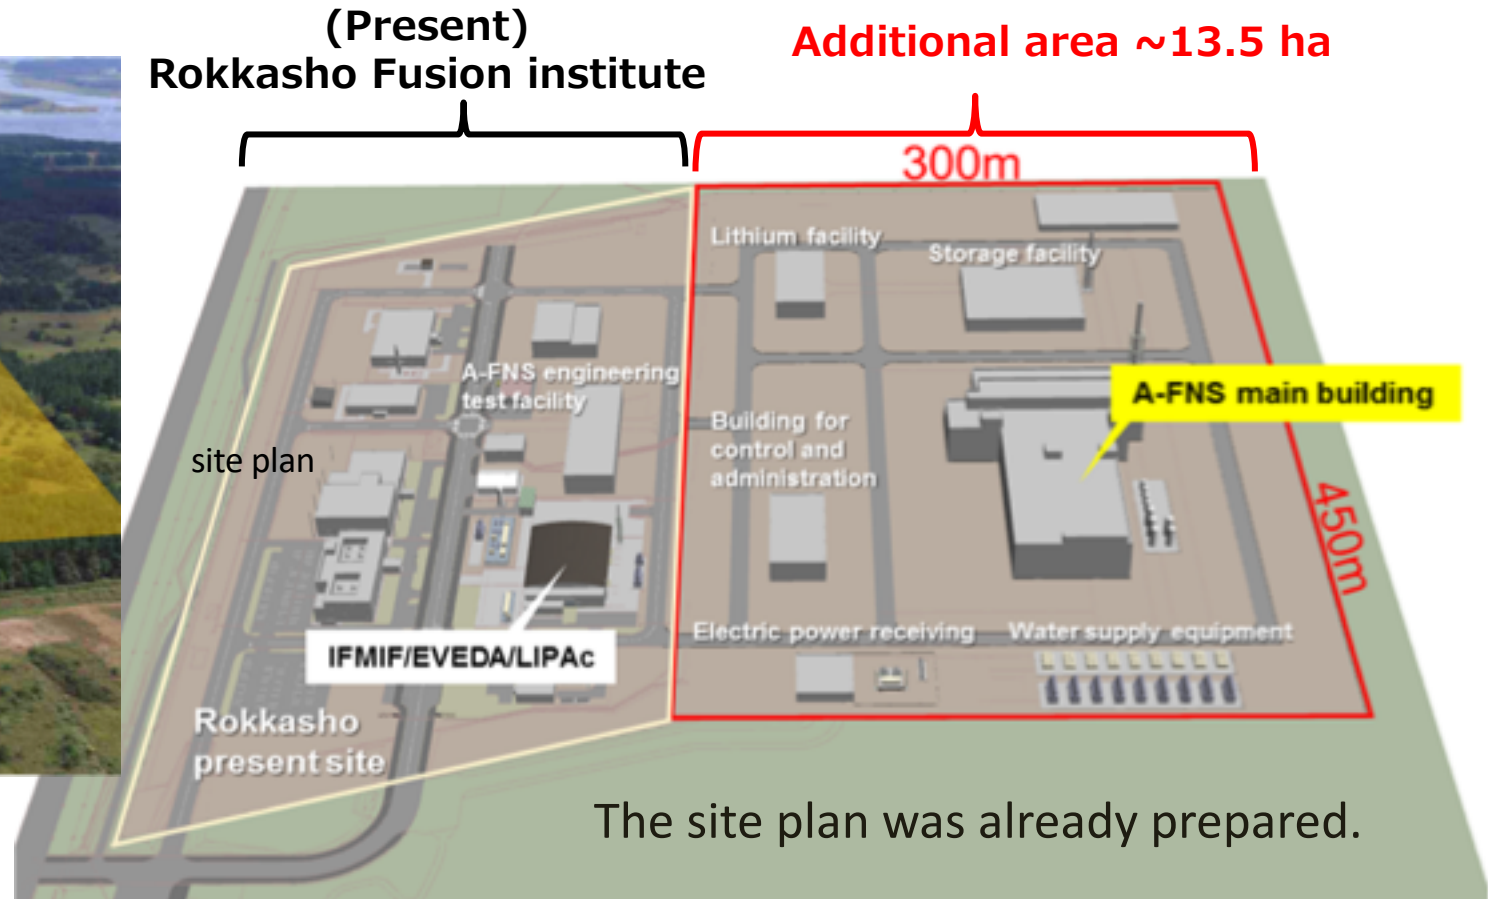 (Present)
Rokkasho Fusion institute
Additional area ~13.5 ha
300m
Lithium facility
Storage facility
A-FNS engineering
test facility
A-FNS main building
Building for
control and
administration
site plan
450m
Electric power receiving
Water supply equipment
IFMIF/EVEDA/LIPAc
Rokkasho
present site
The site plan was already prepared.